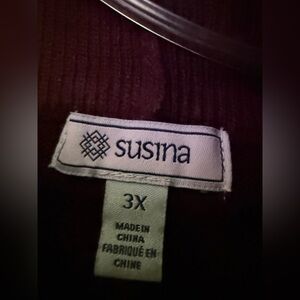 susina
3X
MADE IN
CHINA
FABRIQUÉ EN
CHINE